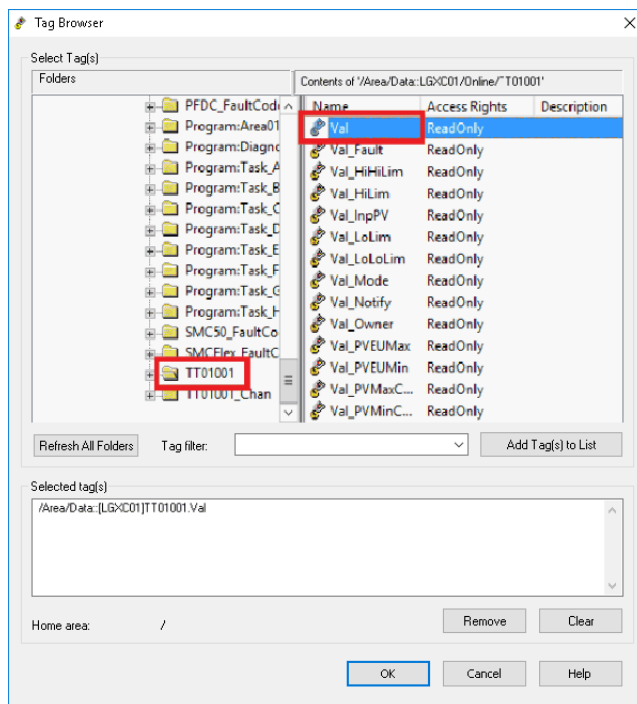 Tag Browser
Select Tag(s)
Folders
Contents of '/Area/Data::LGXC01/Online/TT01001'
PFDC_FaultCod
Program:Area01
Program:Diagno
Program:Task_A
Program:Task_B
Program:Task_C
Program:Task_D
Program:Task_E
Program:Task_F
Program:Task_G
Program:Task_H
SMC50_FaultCo
SMCFlex_FaultC
TT01001
TT01001_Chan
Name Access Rights Description
Val ReadOnly
Val_Fault ReadOnly
Val_HiHiLim ReadOnly
Val_HiLim ReadOnly
Val_InpPV ReadOnly
Val_LoLim ReadOnly
Val_LoLoLim ReadOnly
Val_Mode ReadOnly
Val_Notify ReadOnly
Val_Owner ReadOnly
Val_PVEUMax ReadOnly
Val_PVEUMin ReadOnly
Val_PVMaxC... ReadOnly
Val_PVMinC... ReadOnly
Refresh All Folders Tag filter: Add Tag(s) to List
Selected tag(s)
/Area/Data::[LGXC01]TT01001.Val
Home area: / Remove Clear
OK Cancel Help